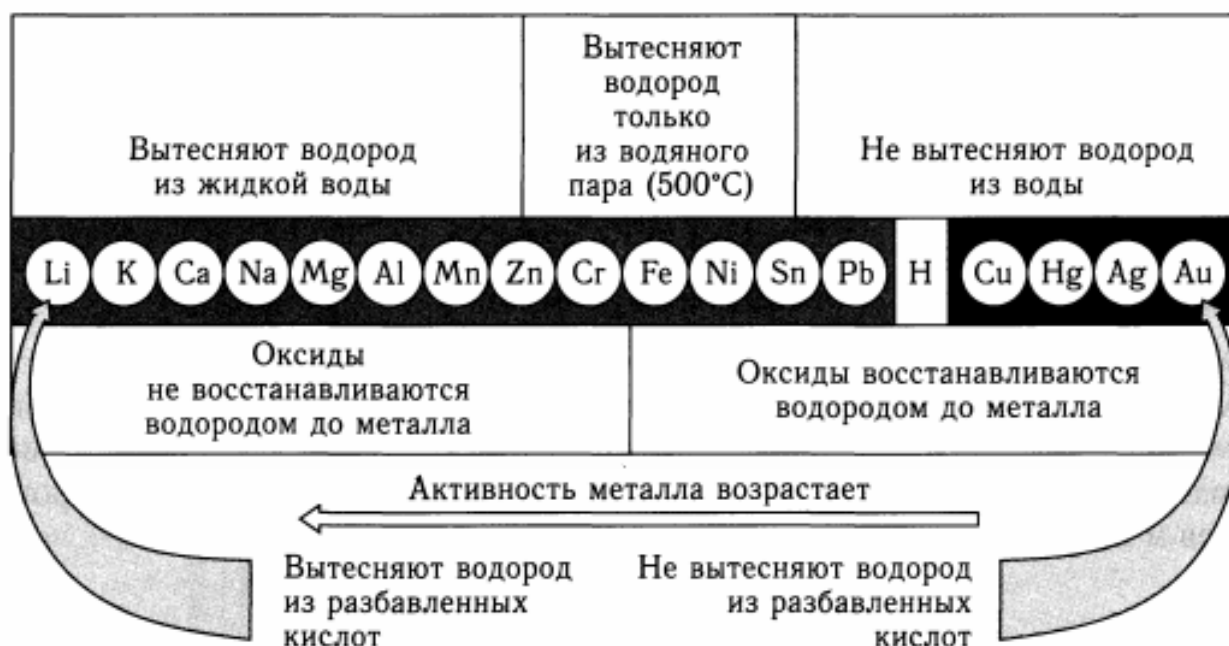 Вытесняют водород
из жидкой воды
Вытесняют
водород
только
из водяного
пара (500°С)
Не вытесняют водород
из воды
Li K Ca Na Mg Al Mn Zn Cr Fe Ni Sn Pb H Cu Hg Ag Au
Оксиды
не восстанавливаются
водородом до металла
Оксиды восстанавливаются
водородом до металла
Активность металла возрастает
Вытесняют водород
из разбавленных
кислот
Не вытесняют водород
из разбавленных
кислот